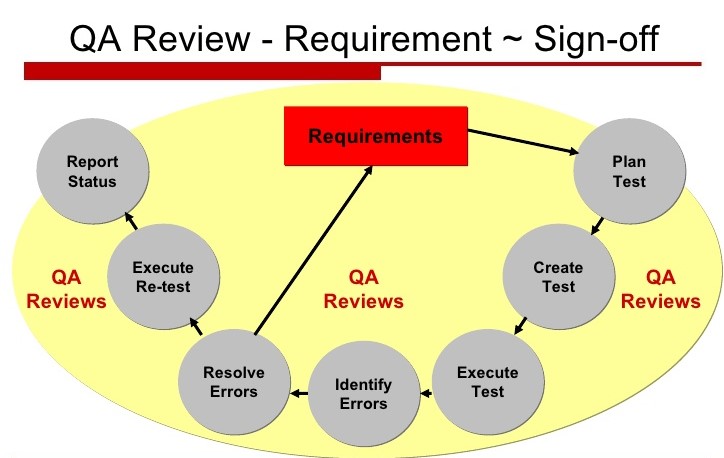 QA Review - Requirement ~ Sign-off
Requirements
Report
Status
Plan
Test
Execute
Re-test
Create
Test
QA
Reviews
QA
Reviews
QA
Reviews
Resolve
Errors
Identify
Errors
Execute
Test